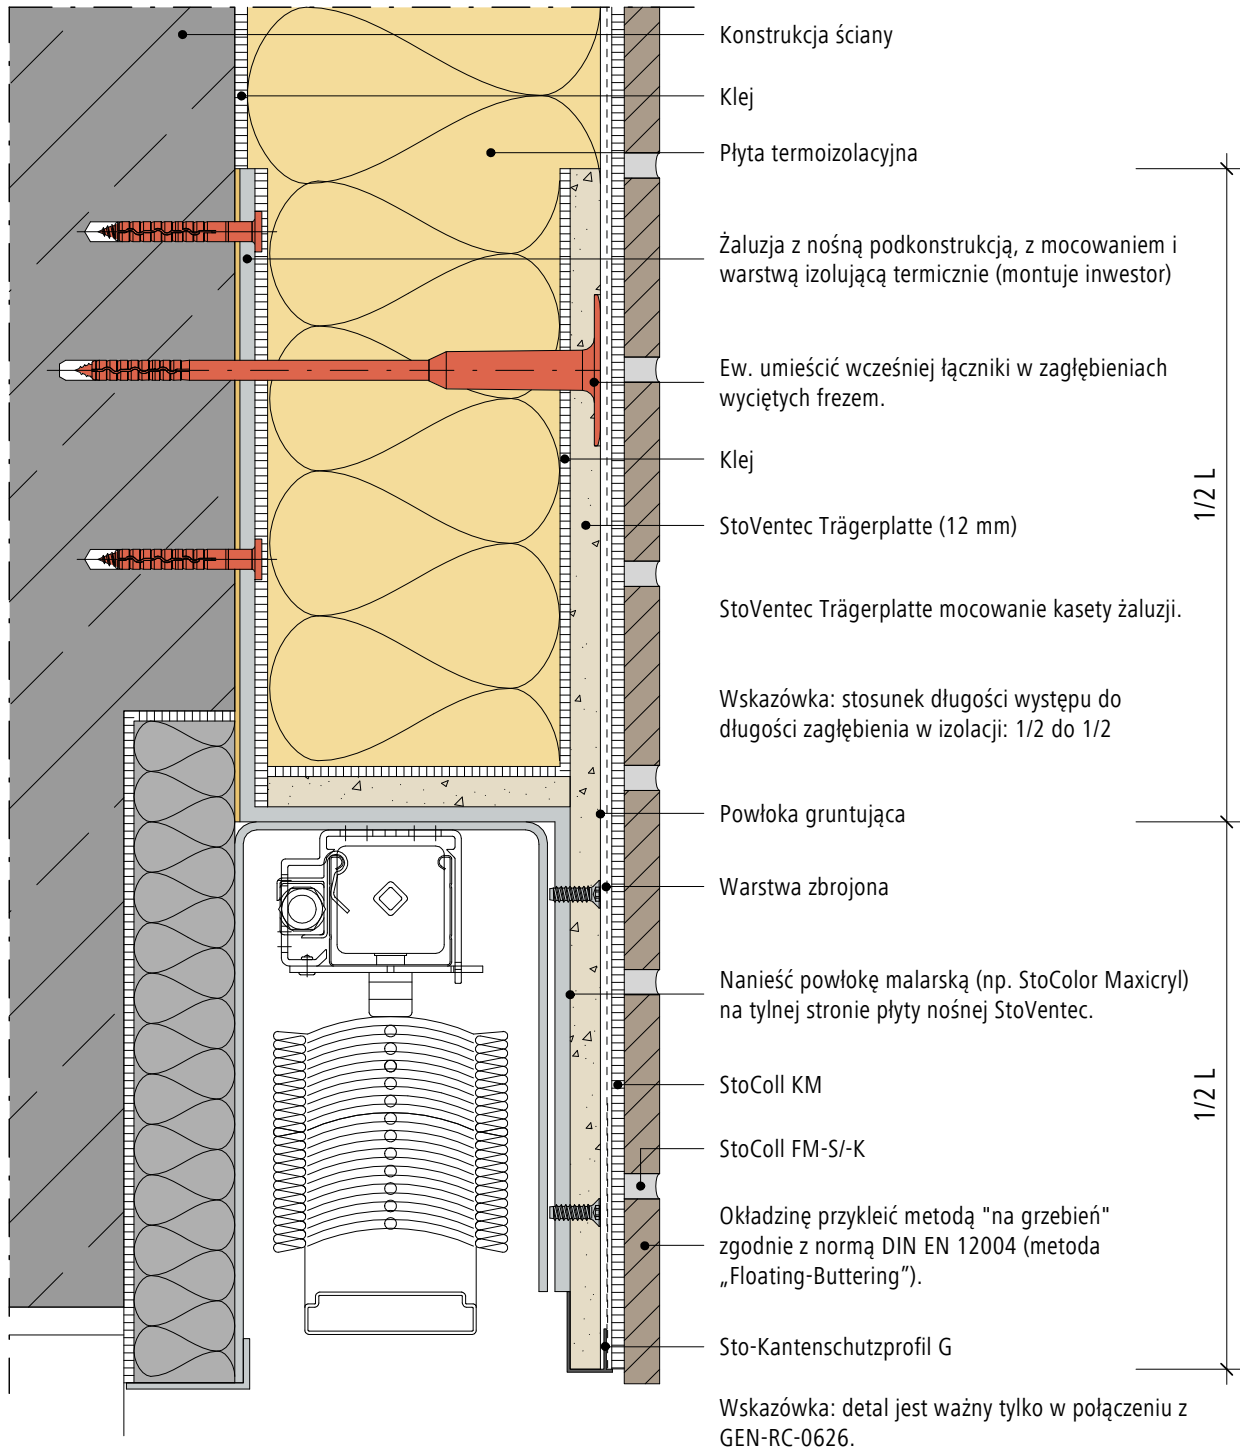 Konstrukcja ściany
Klej
Płyta termoizolacyjna
Żaluzja z nośną podkonstrukcją, z mocowaniem i
warstwą izolującą termicznie (montuje inwestor)
Ew. umieścić wcześniej łączniki w zagłębieniach
wyciętych frezem.
Klej
1/2 L
StoVentec Trägerplatte (12 mm)
StoVentec Trägerplatte mocowanie kasety żaluzji.
Wskazówka: stosunek długości występu do
długości zagłębienia w izolacji: 1/2 do 1/2
Powłoka gruntująca
Warstwa zbrojona
Nanieść powłokę malarską (np. StoColor Maxicryl)
na tylnej stronie płyty nośnej StoVentec.
StoColl KM
1/2 L
StoColl FM-S/-K
Okładzinę przykleić metodą "na grzebień"
zgodnie z normą DIN EN 12004 (metoda
„Floating-Buttering”).
Sto-Kantenschutzprofil G
Wskazówka: detal jest ważny tylko w połączeniu z
GEN-RC-0626.